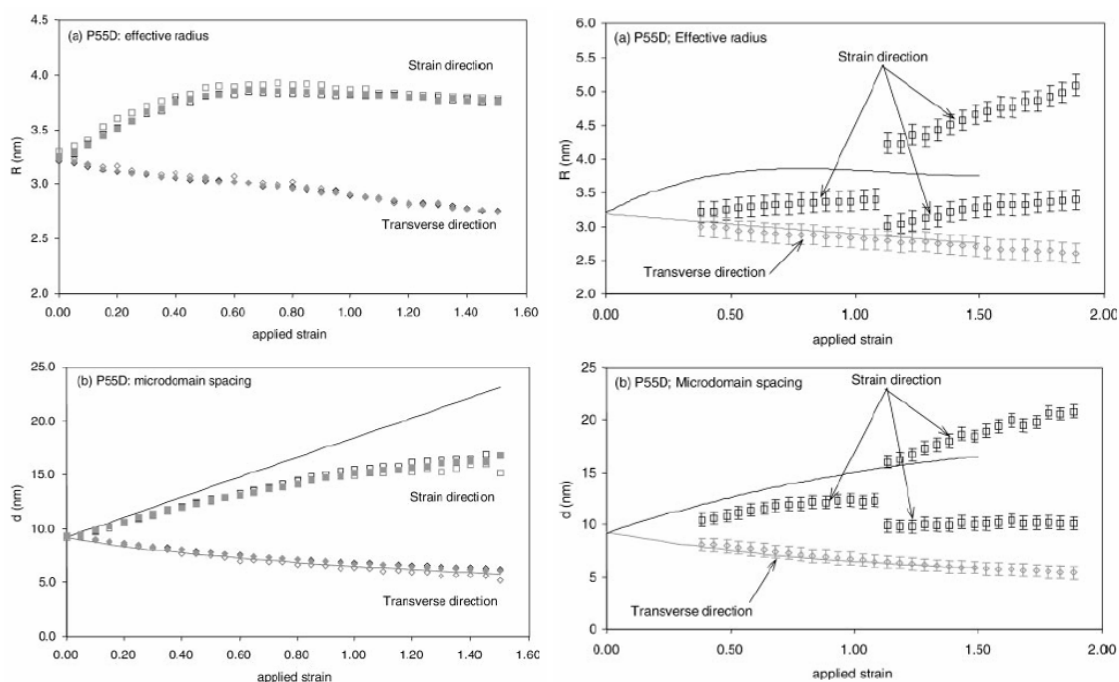 (a) P55D: effective radius
Strain direction
Transverse direction
R (nm)
4.5
4.0
3.5
3.0
2.5
2.0
0.00 0.20 0.40 0.60 0.80 1.00 1.20 1.40 1.60
applied strain
(a) P55D; Effective radius
Strain direction
Transverse direction
R (nm)
6.0
5.5
5.0
4.5
4.0
3.5
3.0
2.5
2.0
0.00 0.50 1.00 1.50 2.00
applied strain
(b) P55D: microdomain spacing
Strain direction
Transverse direction
d (nm)
25.0
20.0
15.0
10.0
5.0
0.0
0.00 0.20 0.40 0.60 0.80 1.00 1.20 1.40 1.60
applied strain
(b) P55D; Microdomain spacing
Strain direction
Transverse direction
d (nm)
25
20
15
10
5
0
0.00 0.50 1.00 1.50 2.00
applied strain